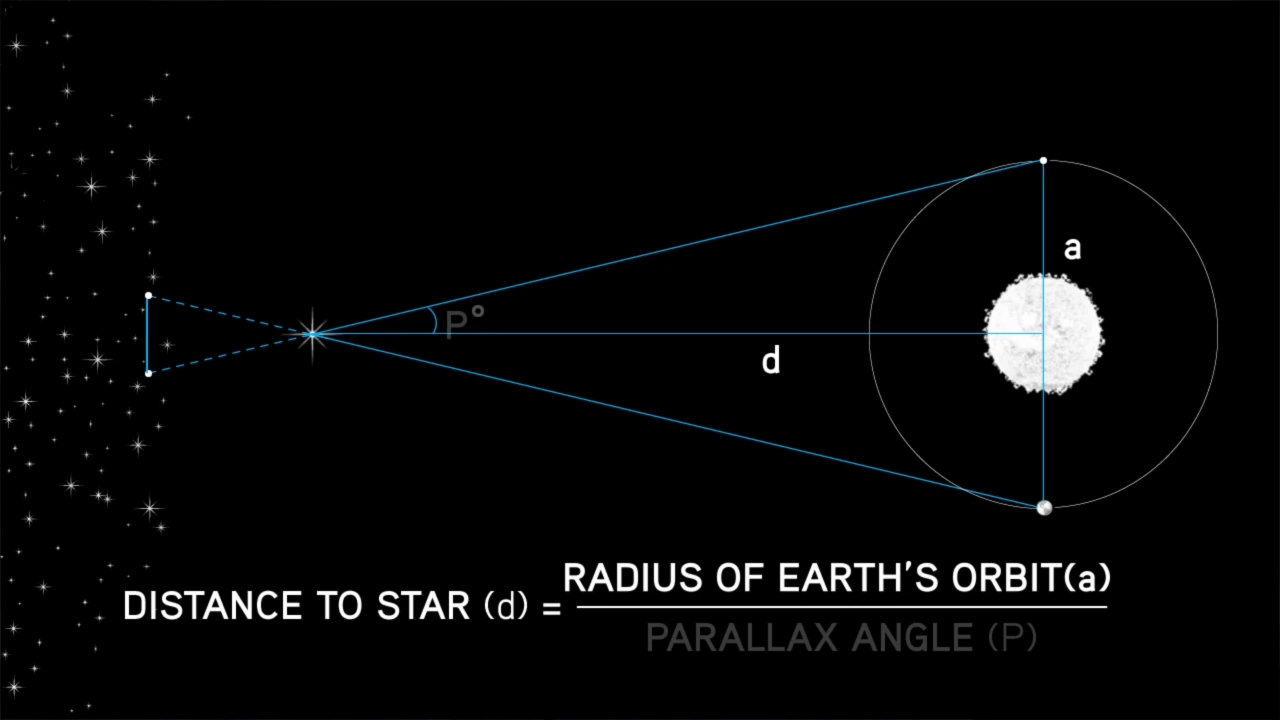 a
P°
d
DISTANCE TO STAR (d) =
RADIUS OF EARTH'S ORBIT(a)
PARALLAX ANGLE (P)